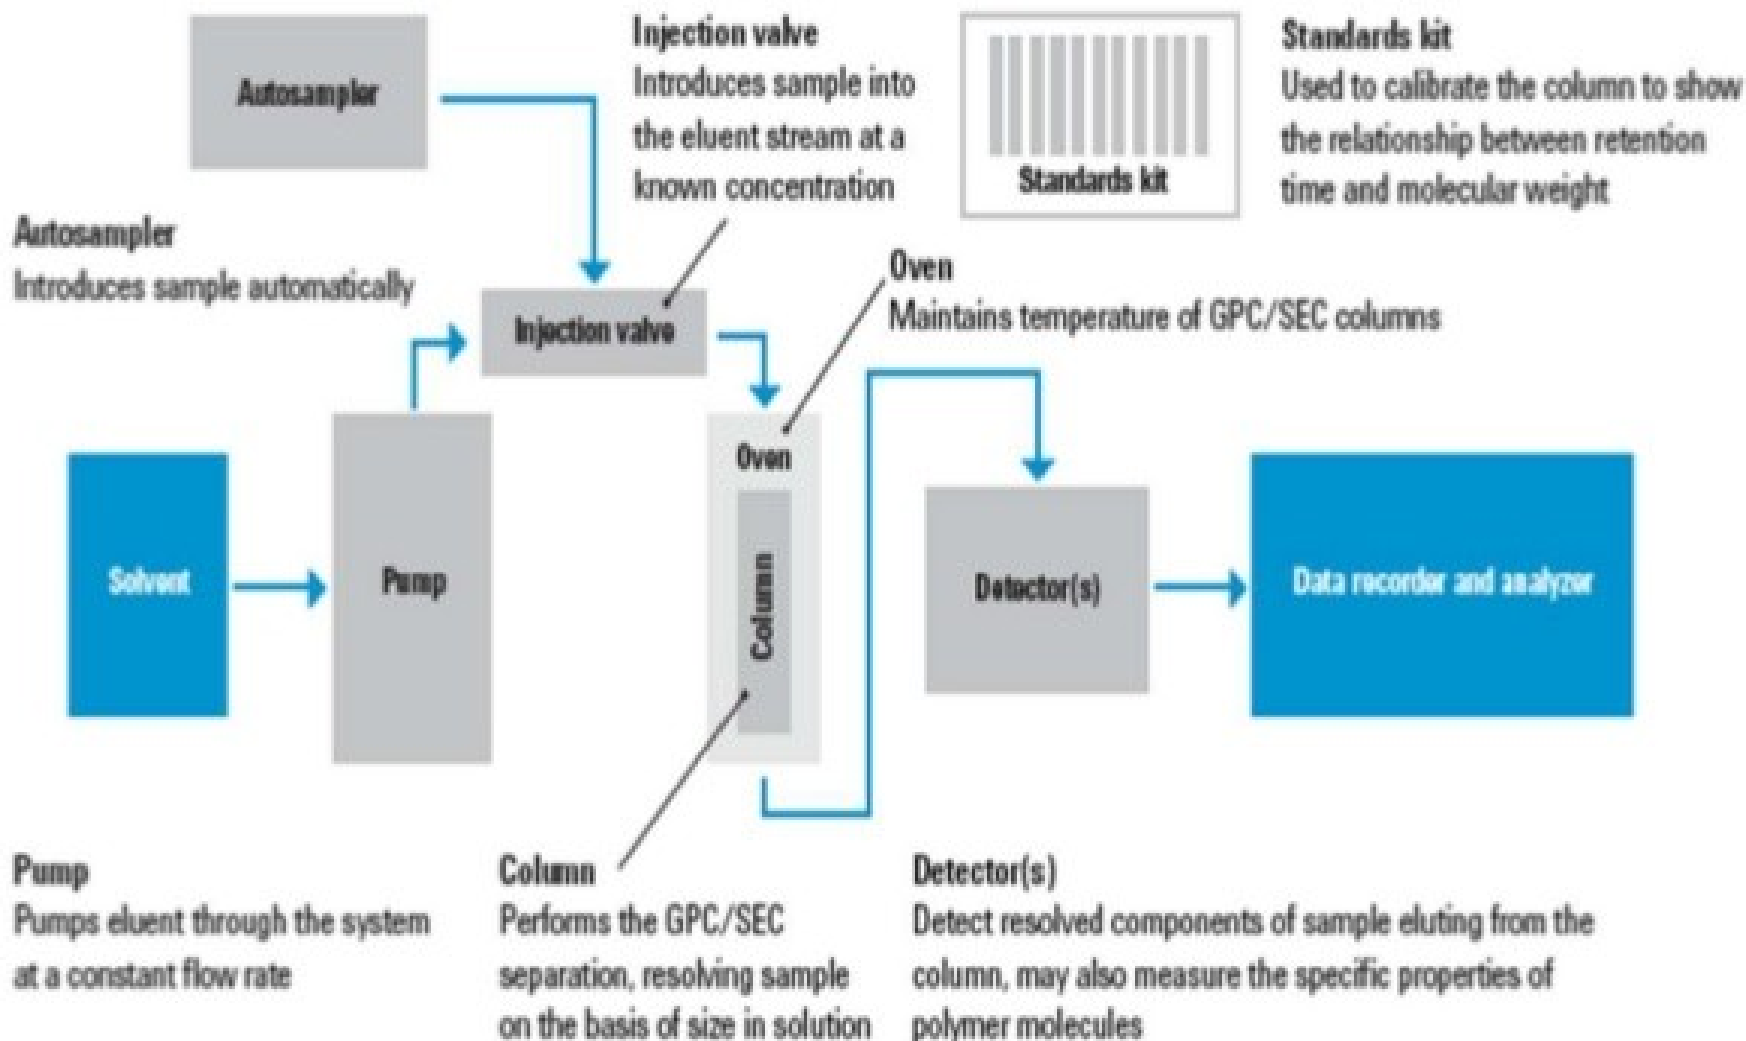 Autosampler
Injection valve
Introduces sample into
the eluent stream at a
known concentration
Standards kit
Standards kit
Used to calibrate the column to show
the relationship between retention
time and molecular weight
Autosampler
Introduces sample automatically
Injection valve
Oven
Maintains temperature of GPC/SEC columns
Solvent
Pump
Oven
Column
Detector(s)
Data recorder and analyzer
Pump
Pumps eluent through the system
at a constant flow rate
Column
Performs the GPC/SEC
separation, resolving sample
on the basis of size in solution
Detector(s)
Detect resolved components of sample eluting from the
column, may also measure the specific properties of
polymer molecules